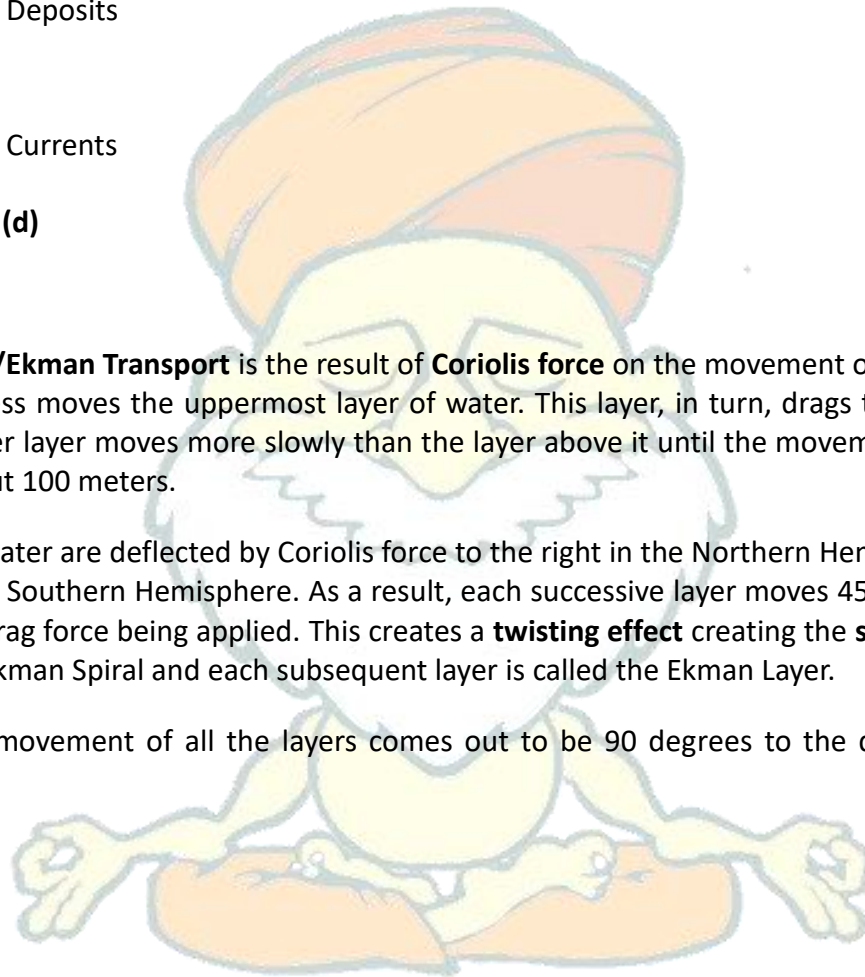 Deposits
Currents
(d)
/Ekman Transport is the result of Coriolis force on the movement o
ss moves the uppermost layer of water. This layer, in turn, drags t
er layer moves more slowly than the layer above it until the movem
ut 100 meters.
ater are deflected by Coriolis force to the right in the Northern Hen
Southern Hemisphere. As a result, each successive layer moves 45
rag force being applied. This creates a twisting effect creating the s
kman Spiral and each subsequent layer is called the Ekman Layer.
movement of all the layers comes out to be 90 degrees to the